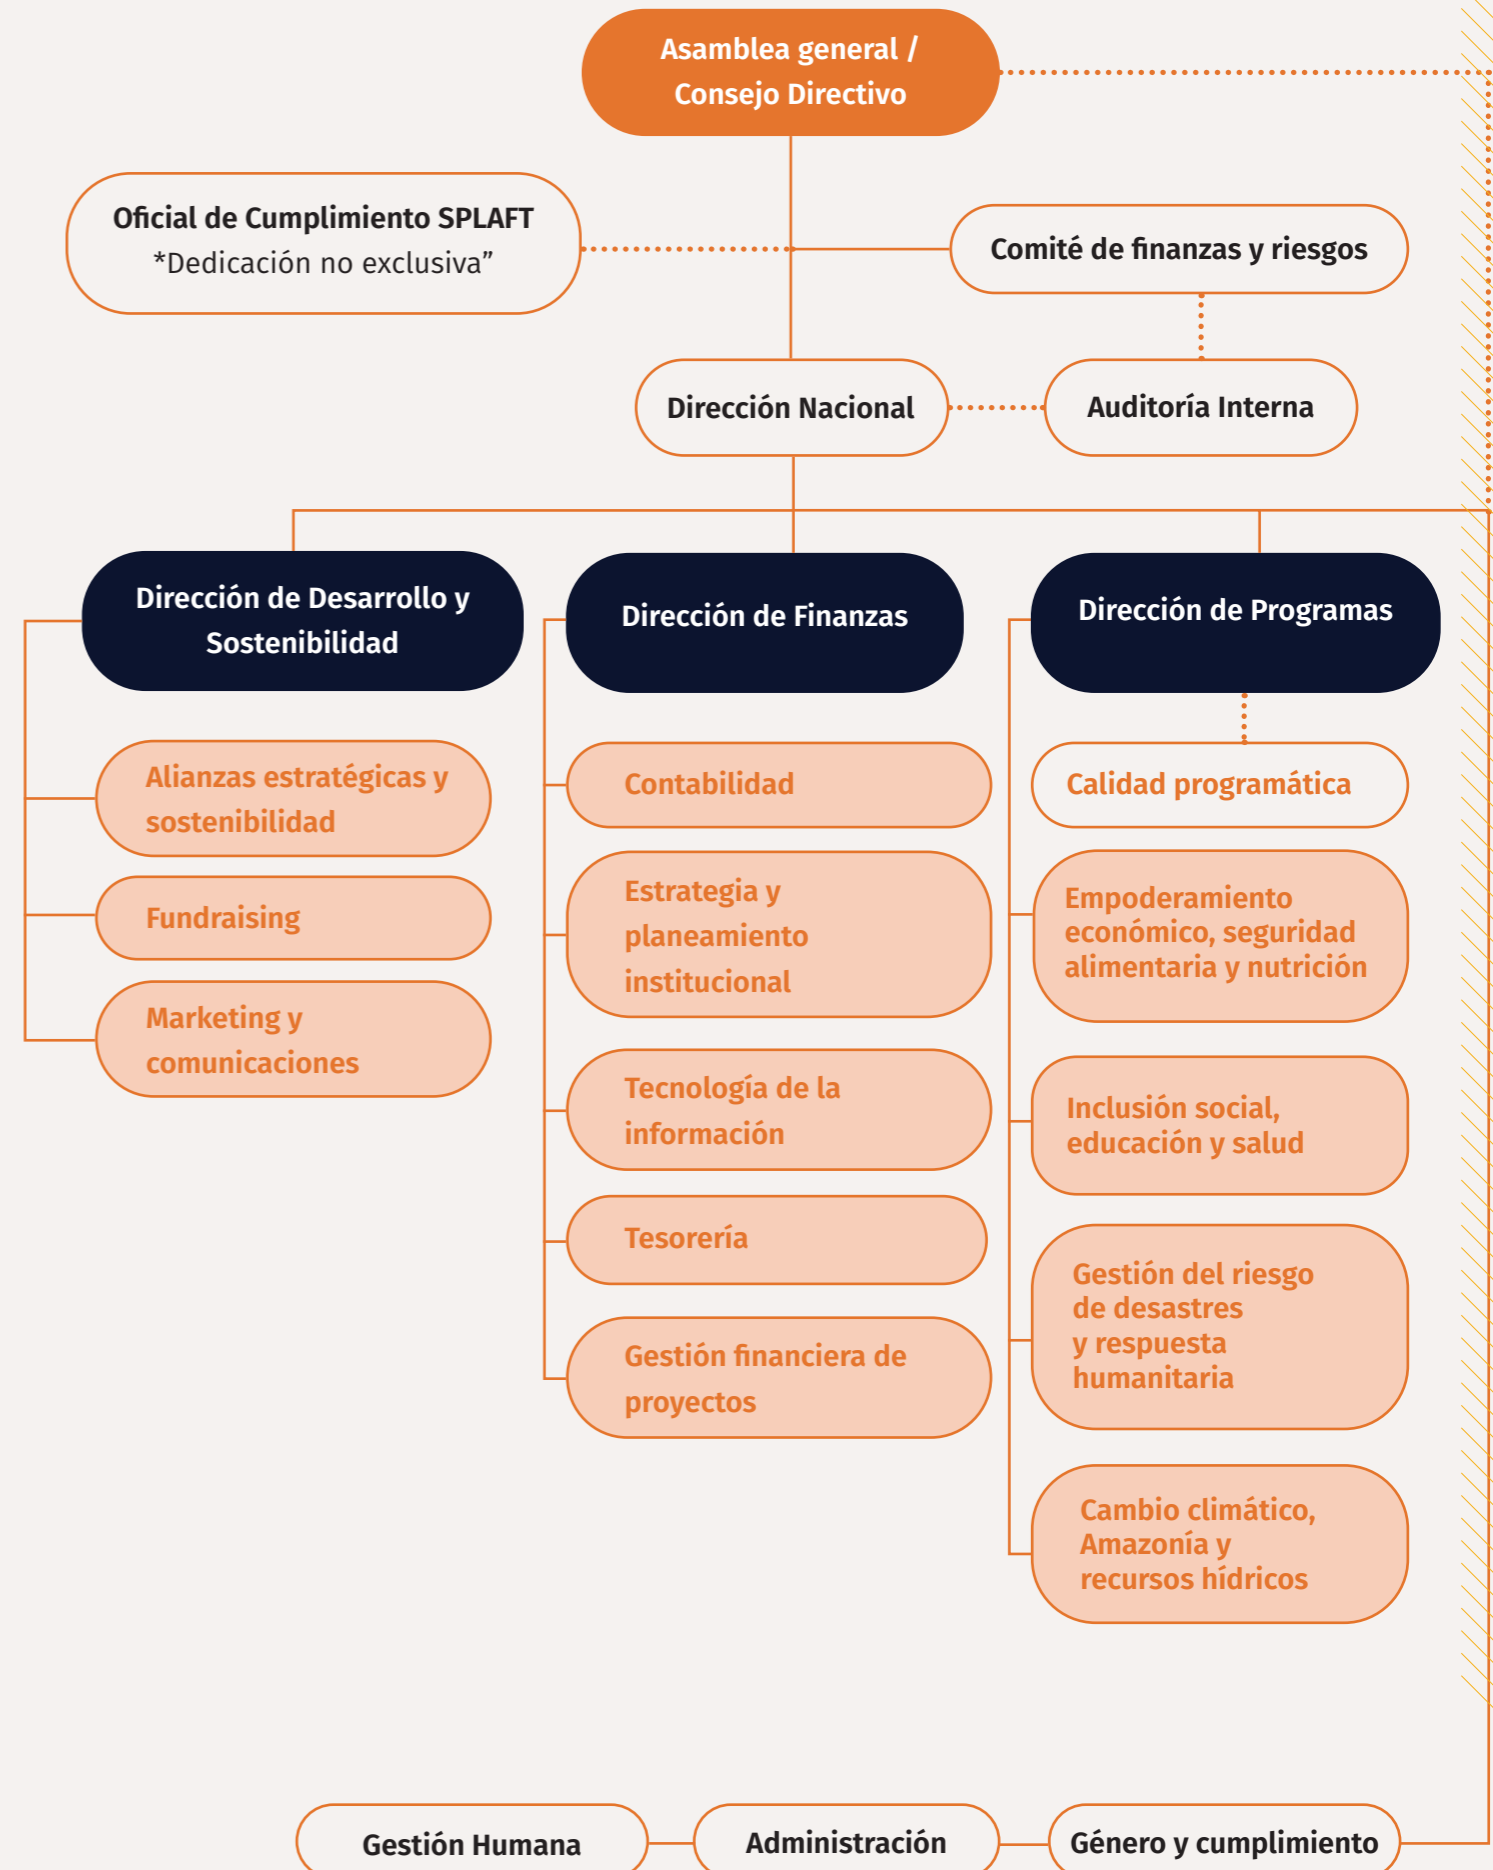 Asamblea general /
Consejo Directivo
Oficial de Cumplimiento SPLAFT
*Dedicación no exclusiva”
Comité de finanzas y riesgos
Dirección Nacional
Auditoría Interna
Dirección de Desarrollo y
Sostenibilidad
Alianzas estratégicas y
sostenibilidad
Fundraising
Marketing y
comunicaciones
Dirección de Finanzas
Contabilidad
Estrategia y
planeamiento
institucional
Tecnología de la
información
Tesorería
Gestión financiera de
proyectos
Dirección de Programas
Calidad programática
Empoderamiento
económico, seguridad
alimentaria y nutrición
Inclusión social,
educación y salud
Gestión del riesgo
de desastres
y respuesta
humanitaria
Cambio climático,
Amazonía y
recursos hídricos
Gestión Humana
Administración
Género y cumplimiento